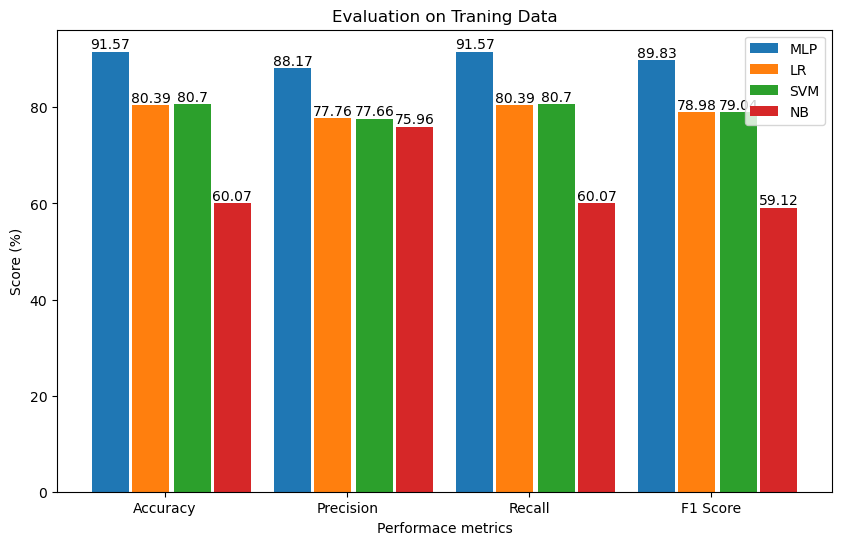 Evaluation on Traning Data
MLP
LR
SVM
NB
91.57
80.39
80.7
60.07
88.17
77.76
77.66
75.96
91.57
80.39
80.7
60.07
89.83
78.98
79.04
59.12
Score (%)
80
60
40
20
0
Accuracy
Precision
Recall
F1 Score
Performace metrics